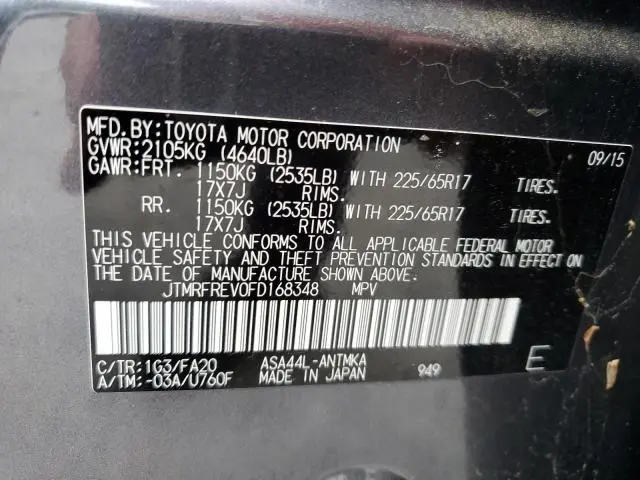 MFD.BY:TOYOTA MOTOR CORPORATION 09/15
GVWR:2105KG (4640LB)
GAWR:FRT. 1150KG (2535LB) WITH 225/65R17 TIRES.
17X7J RIMS.
RR. 1150KG (2535LB) WITH 225/65R17 TIRES.
17X7J RIMS.
THIS VEHICLE CONFORMS TO ALL APPLICABLE FEDERAL MOTOR
VEHICLE SAFETY AND THEFT PREVENTION STANDARDS IN EFFECT ON
THE DATE OF MANUFACTURE SHOWN ABOVE.
JTMRFREV0FD168348 MPV
C/TR:1G3/FA20 ASA44L-ANTMKA E
A/TM:-03A/U760F MADE IN JAPAN 949